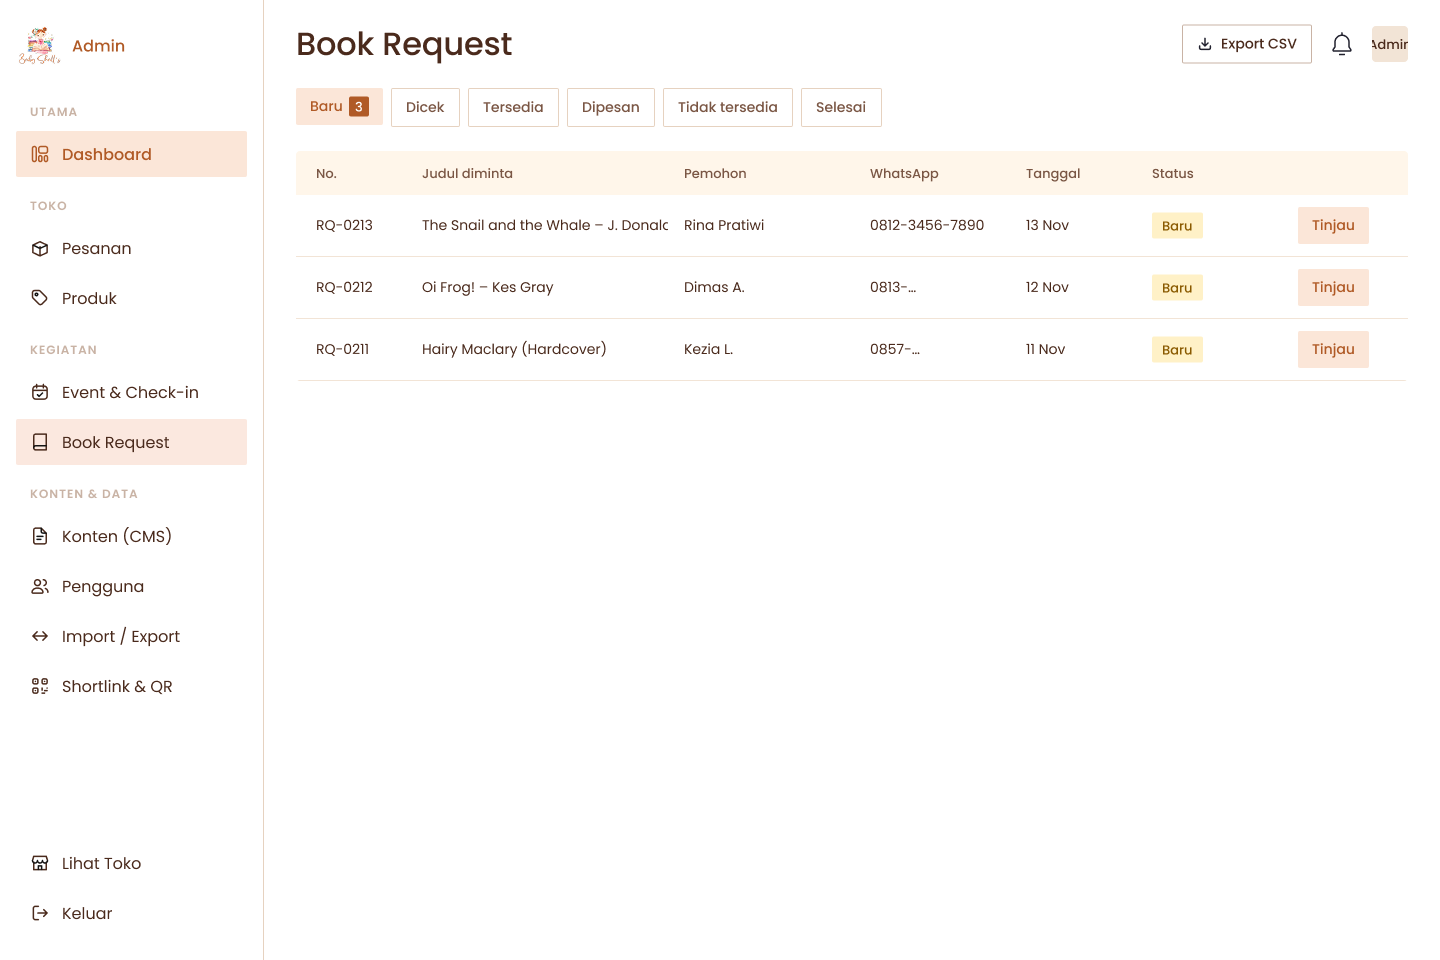 Baby Shell's
Admin
UTAMA
Dashboard
TOKO
Pesanan
Produk
KEGIATAN
Event & Check-in
Book Request
KONTEN & DATA
Konten (CMS)
Pengguna
Import / Export
Shortlink & QR
Lihat Toko
Keluar
Book Request
Export CSV
Admin
Baru 3 Dicek Tersedia Dipesan Tidak tersedia Selesai
No. Judul diminta Pemohon WhatsApp Tanggal Status
RQ-0213 The Snail and the Whale – J. Donald Rina Pratiwi 0812-3456-7890 13 Nov Baru Tinjau
RQ-0212 Oi Frog! – Kes Gray Dimas A. 0813-… 12 Nov Baru Tinjau
RQ-0211 Hairy Maclary (Hardcover) Kezia L. 0857-… 11 Nov Baru Tinjau